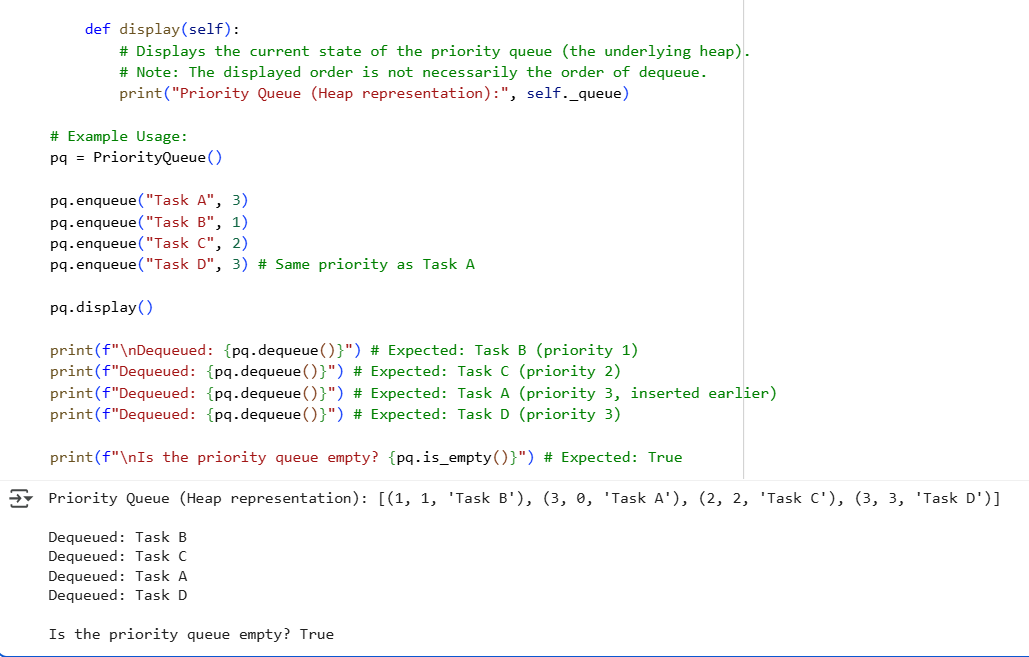 def display(self):
# Displays the current state of the priority queue (the underlying heap).
# Note: The displayed order is not necessarily the order of dequeue.
print("Priority Queue (Heap representation):", self._queue)
# Example Usage:
pq = PriorityQueue()
pq.enqueue("Task A", 3)
pq.enqueue("Task B", 1)
pq.enqueue("Task C", 2)
pq.enqueue("Task D", 3) # Same priority as Task A
pq.display()
print(f"\nDequeued: {pq.dequeue()}") # Expected: Task B (priority 1)
print(f"Dequeued: {pq.dequeue()}") # Expected: Task C (priority 2)
print(f"Dequeued: {pq.dequeue()}") # Expected: Task A (priority 3, inserted earlier)
print(f"Dequeued: {pq.dequeue()}") # Expected: Task D (priority 3)
print(f"\nIs the priority queue empty? {pq.is_empty()}") # Expected: True
Priority Queue (Heap representation): [(1, 1, 'Task B'), (3, 0, 'Task A'), (2, 2, 'Task C'), (3, 3, 'Task D')]
Dequeued: Task B
Dequeued: Task C
Dequeued: Task A
Dequeued: Task D
Is the priority queue empty? True